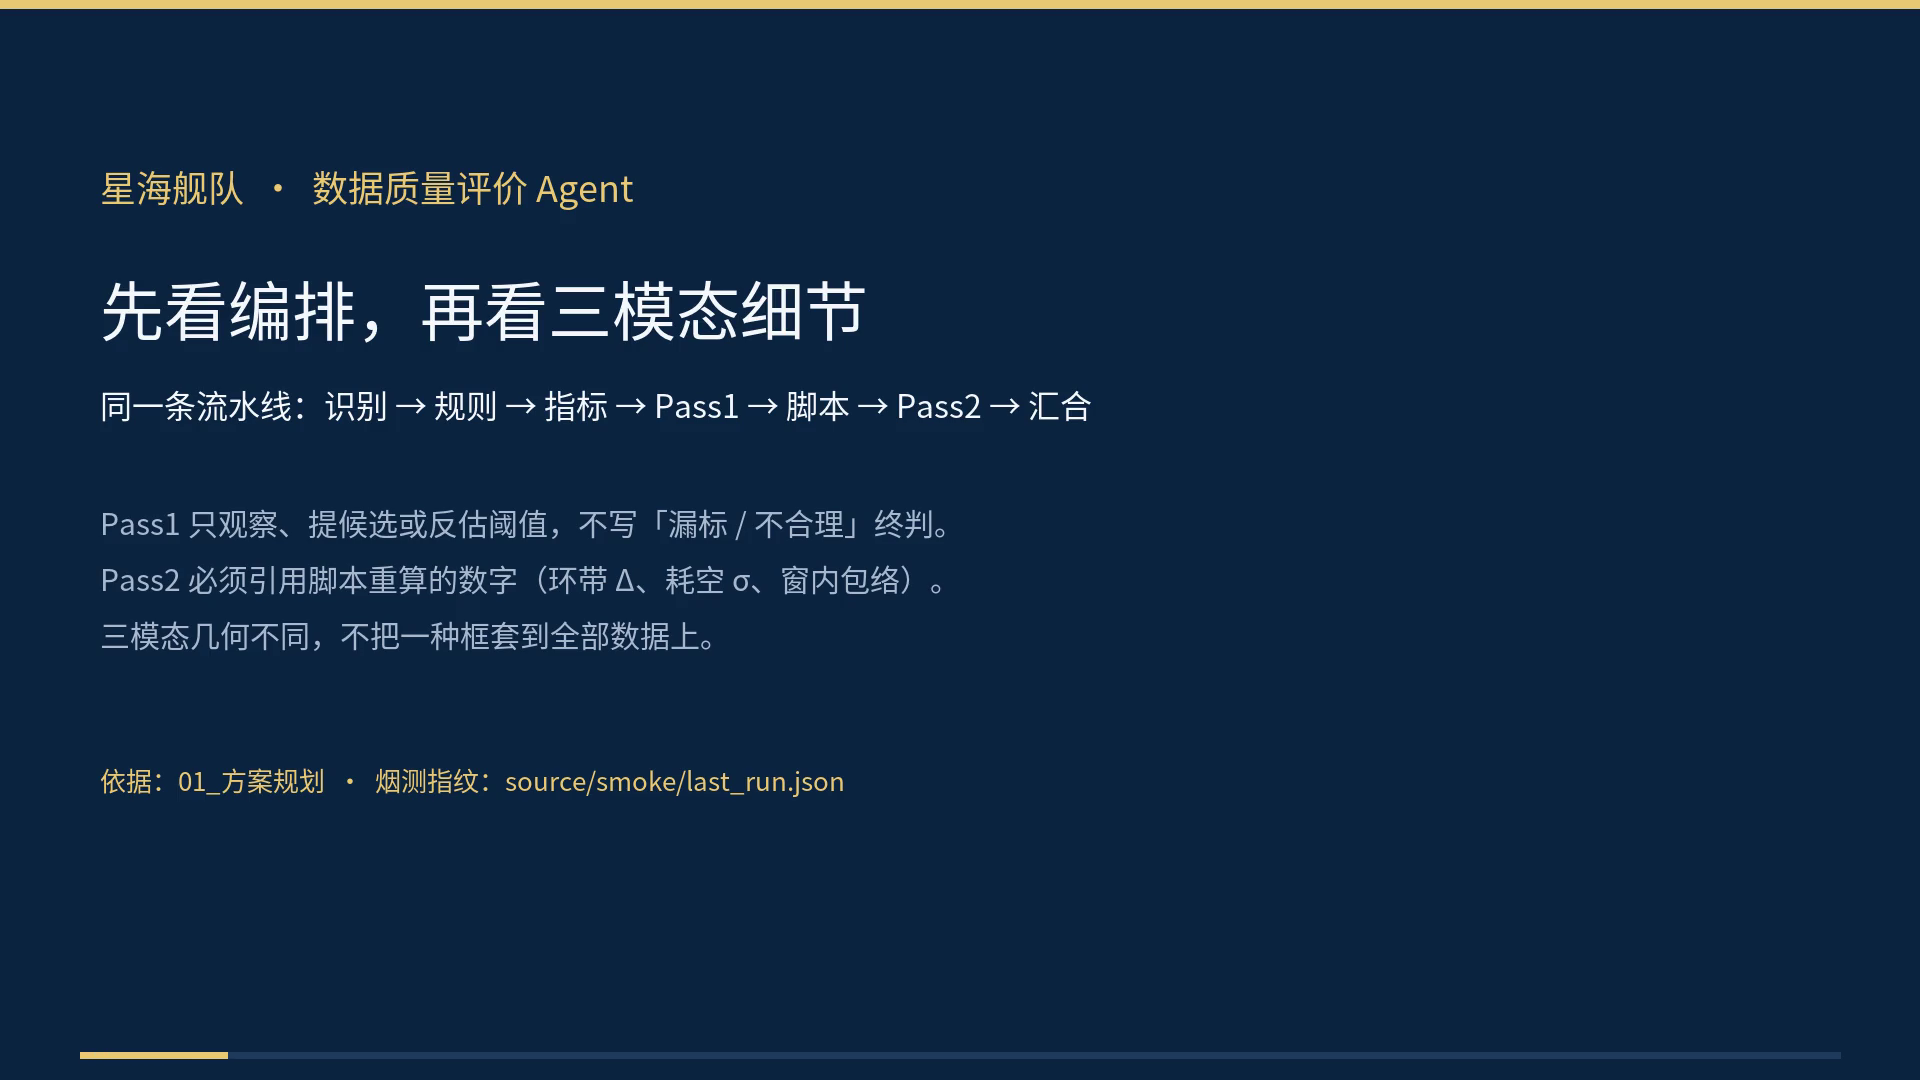 星海舰队 · 数据质量评价 Agent
先看编排，再看三模态细节
同一条流水线：识别 → 规则 → 指标 → Pass1 → 脚本 → Pass2 → 汇合
Pass1 只观察、提候选或反估阈值，不写「漏标 / 不合理」终判。
Pass2 必须引用脚本重算的数字（环带 Δ、耗空 σ、窗内包络）。
三模态几何不同，不把一种框套到全部数据上。
依据：01_方案规划 · 烟测指纹：source/smoke/last_run.json